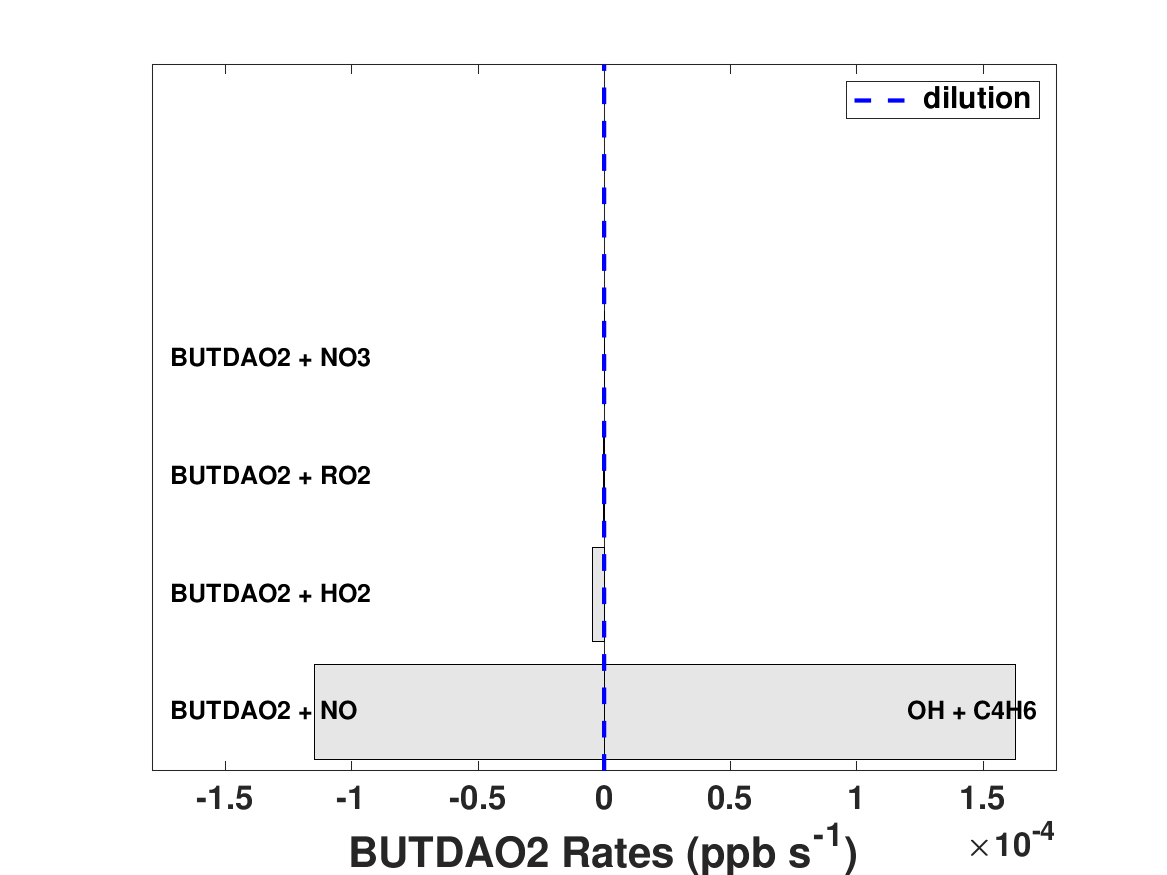 dilution
BUTDAO2 + NO3
BUTDAO2 + RO2
BUTDAO2 + HO2
BUTDAO2 + NO OH + C4H6
-1.5 -1 -0.5 0 0.5 1 1.5
×10^-4
BUTDAO2 Rates (ppb s^-1)